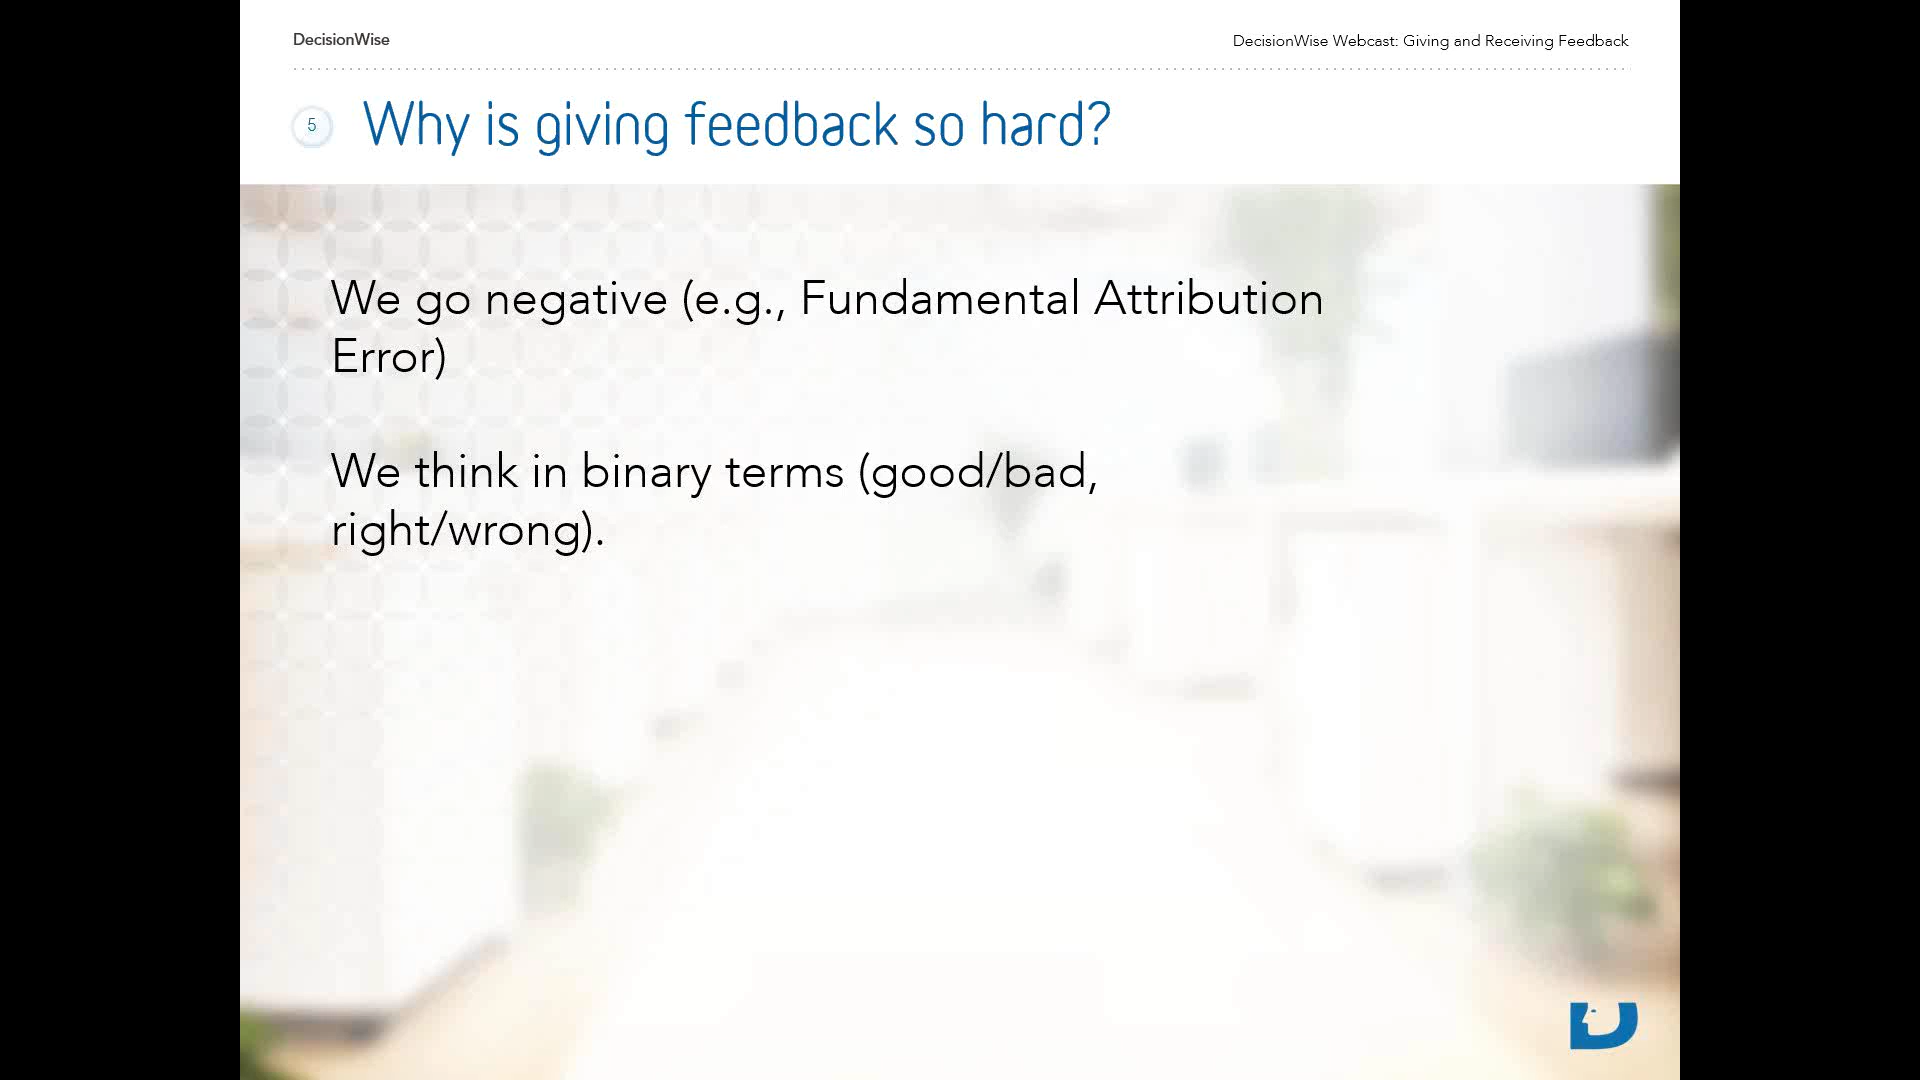 DecisionWise
DecisionWise Webcast: Giving and Receiving Feedback
5
Why is giving feedback so hard?
We go negative (e.g., Fundamental Attribution
Error)
We think in binary terms (good/bad,
right/wrong).